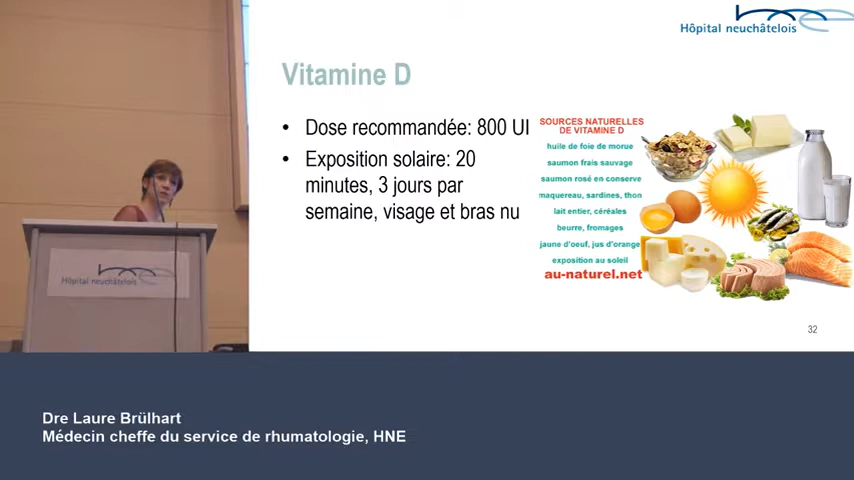 Hôpital neuchâtelois
Vitamine D
• Dose recommandée: 800 UI
• Exposition solaire: 20
minutes, 3 jours par
semaine, visage et bras nu
SOURCES NATURELLES
DE VITAMINE D
huile de foie de morue
saumon frais sauvage
saumon rosé en conserve
maquereau, sardines, thon
lait entier, céréales
beurre, fromages
jaune d'oeuf, jus d'orange
exposition au soleil
au-naturel.net
32
Hôpital neuchâtelois
Dre Laure Brülhart
Médecin cheffe du service de rhumatologie, HNE